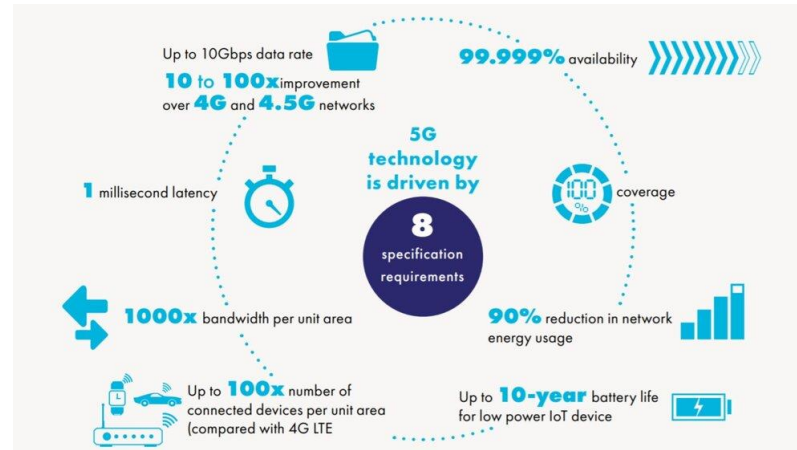 Up to 10Gbps data rate
10 to 100x improvement
over 4G and 4.5G networks
99.999% availability
5G
technology
is driven by
8
specification
requirements
1 millisecond latency
100
%
coverage
1000x bandwidth per unit area
90% reduction in network
energy usage
Up to 100x number of
connected devices per unit area
(compared with 4G LTE
Up to 10-year battery life
for low power IoT device